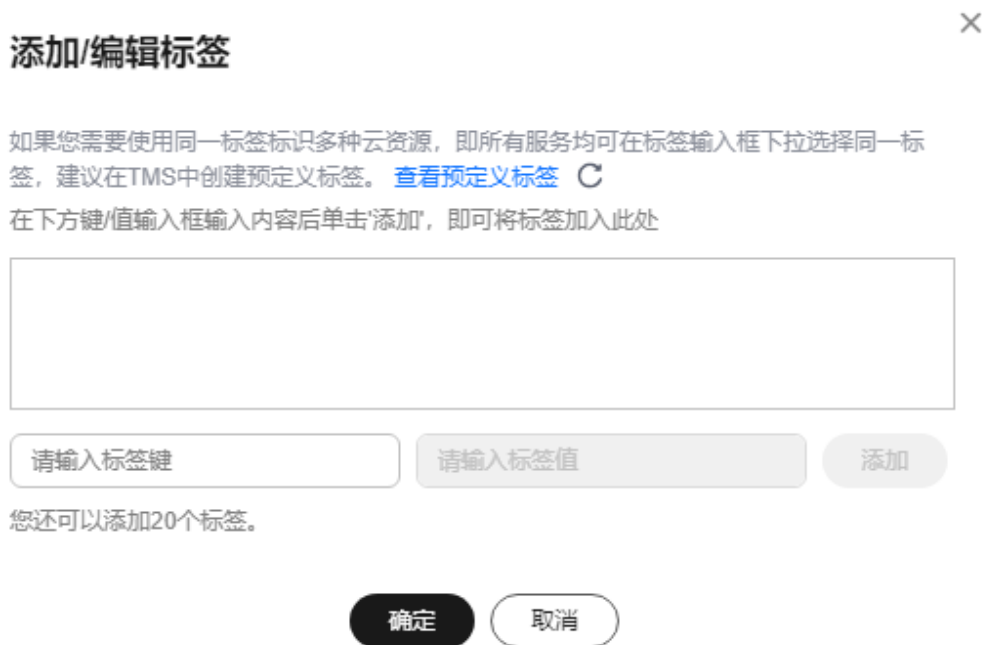 添加/编辑标签
如果您需要使用同一标签标识多种云资源，即所有服务均可在标签输入框下拉选择同一标
签，建议在TMS中创建预定义标签。 查看预定义标签
在下方键/值输入框输入内容后单击'添加'，即可将标签加入此处
请输入标签键 请输入标签值 添加
您还可以添加20个标签。
确定 取消